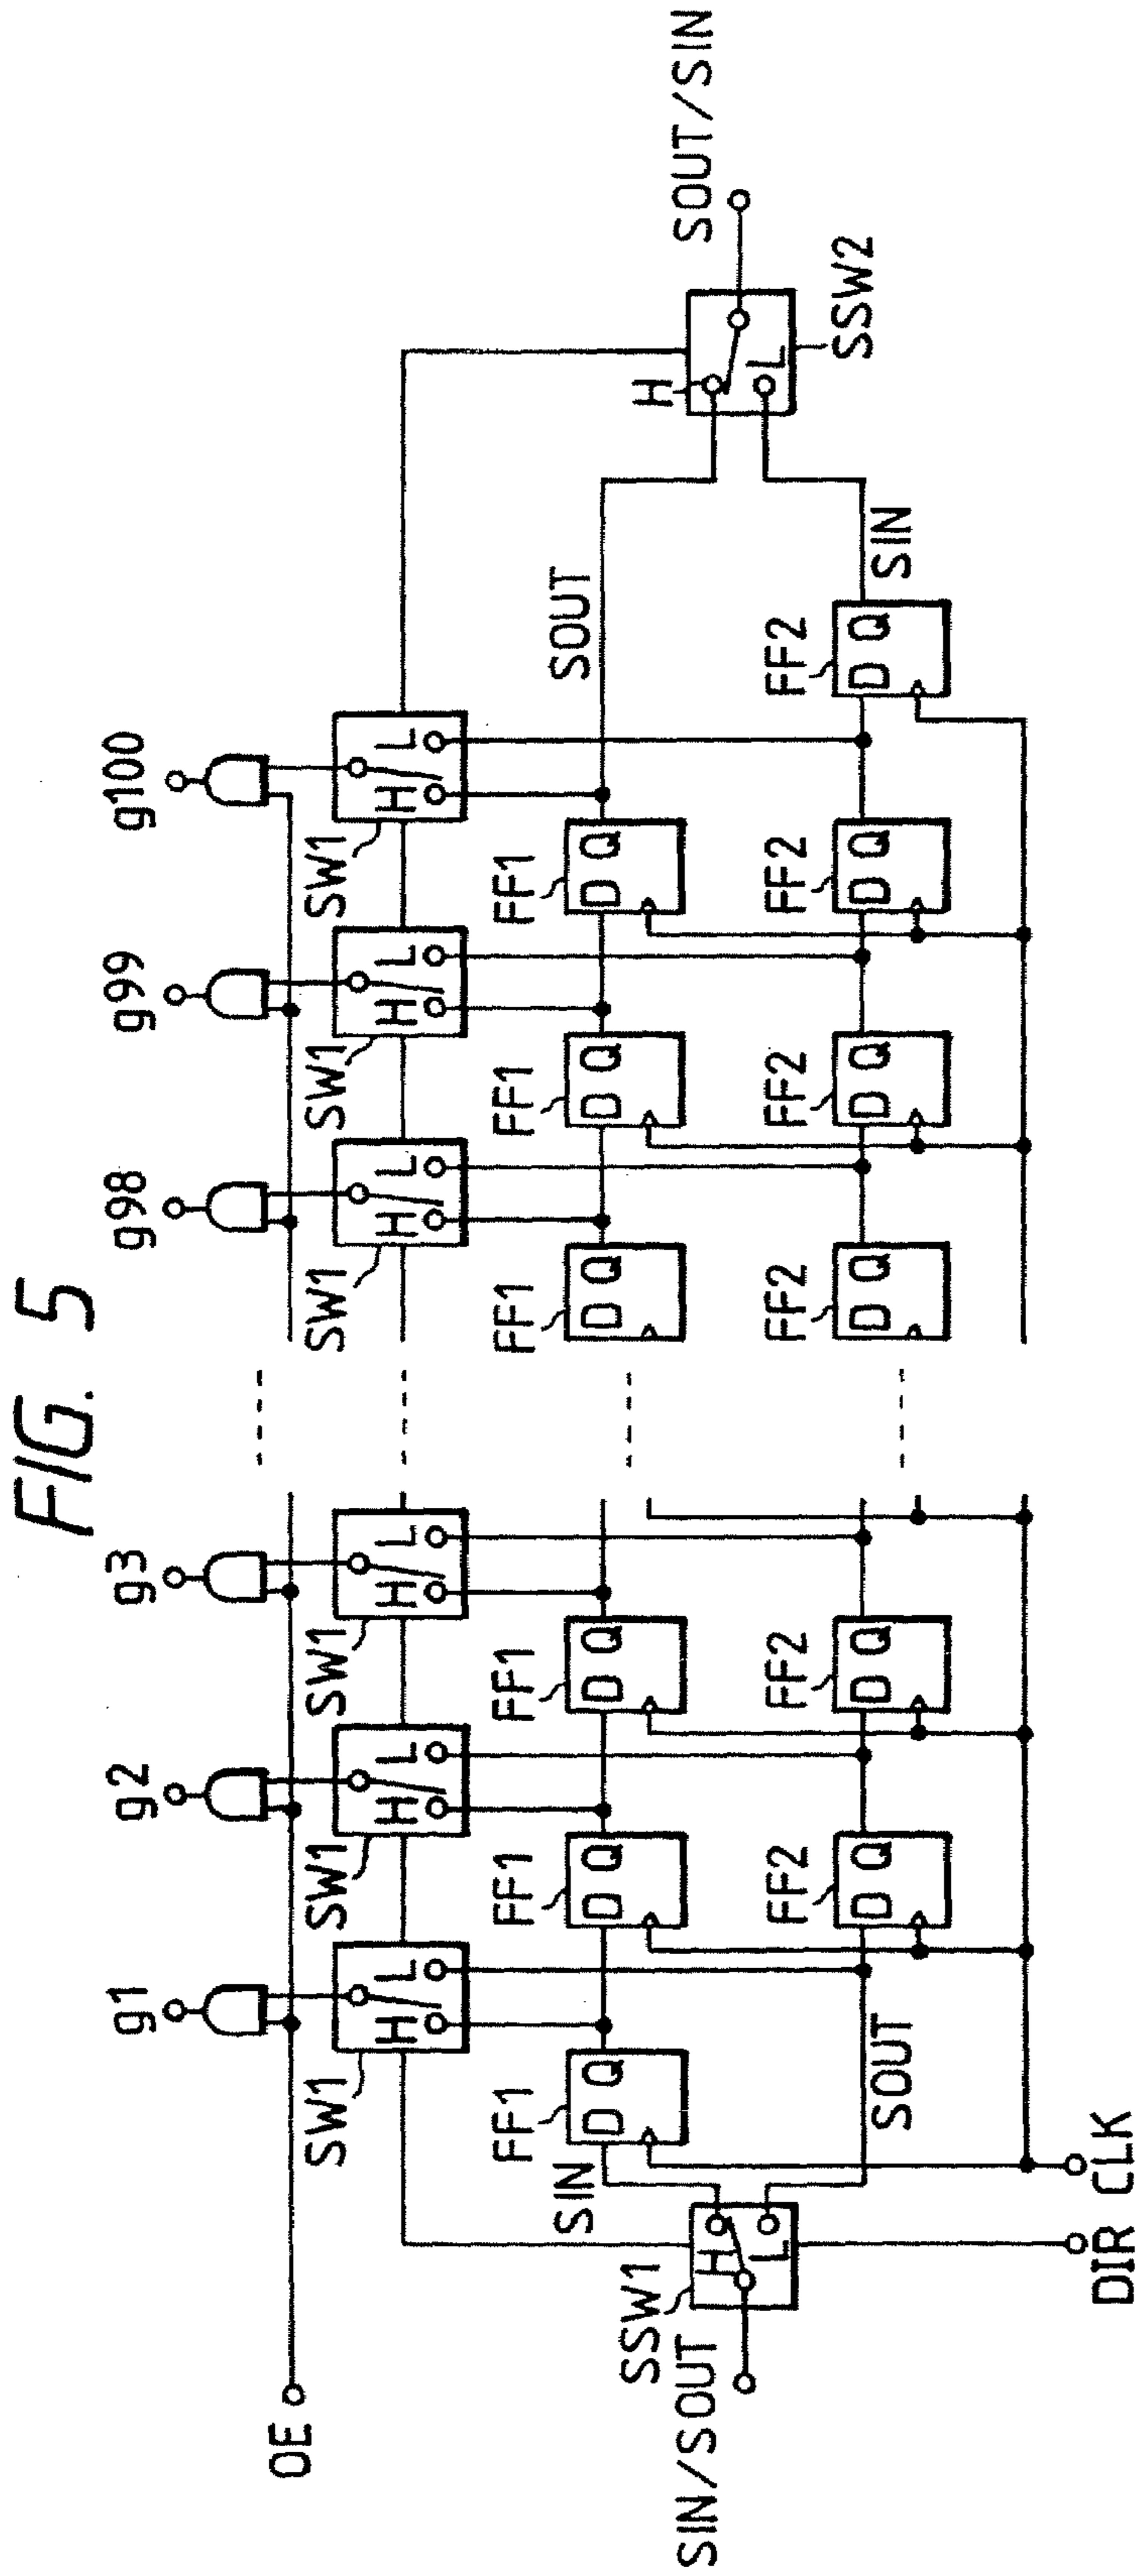 FIG. 5
g1 g2 g3 g98 g99 g100
OE
SW1 SW1 SW1 SW1 SW1 SW1
H L H L H L H L H L H L
SOUT
FF1 FF1 FF1 FF1 FF1 FF1
D Q D Q D Q D Q D Q D Q
SIN
SSW1
H
L
SIN/SOUT
H
L
SOUT/SIN
SSW2
FF2 FF2 FF2 FF2 FF2 FF2
D Q D Q D Q D Q D Q D Q
SOUT
SIN
DIR CLK